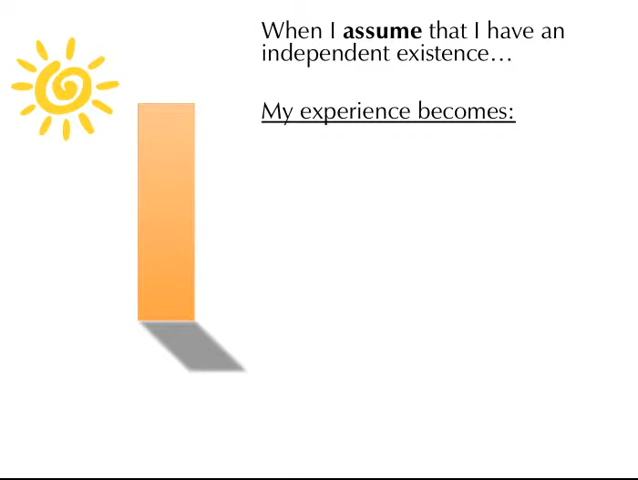 When I assume that I have an
independent existence…
My experience becomes: